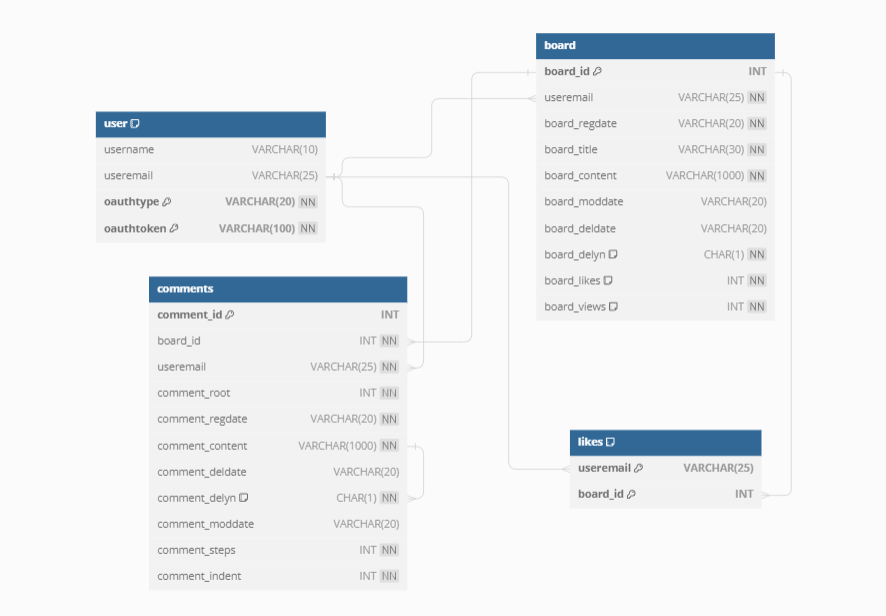 user
username VARCHAR(10)
useremail VARCHAR(25)
oauthtype VARCHAR(20) NN
oauthtoken VARCHAR(100) NN
board
board_id INT
useremail VARCHAR(25) NN
board_regdate VARCHAR(20) NN
board_title VARCHAR(30) NN
board_content VARCHAR(1000) NN
board_moddate VARCHAR(20)
board_deldate VARCHAR(20)
board_delyn CHAR(1) NN
board_likes INT NN
board_views INT NN
comments
comment_id INT
board_id INT NN
useremail VARCHAR(25) NN
comment_root INT NN
comment_regdate VARCHAR(20) NN
comment_content VARCHAR(1000) NN
comment_deldate VARCHAR(20)
comment_delyn CHAR(1) NN
comment_moddate VARCHAR(20)
comment_steps INT NN
comment_indent INT NN
likes
useremail VARCHAR(25)
board_id INT